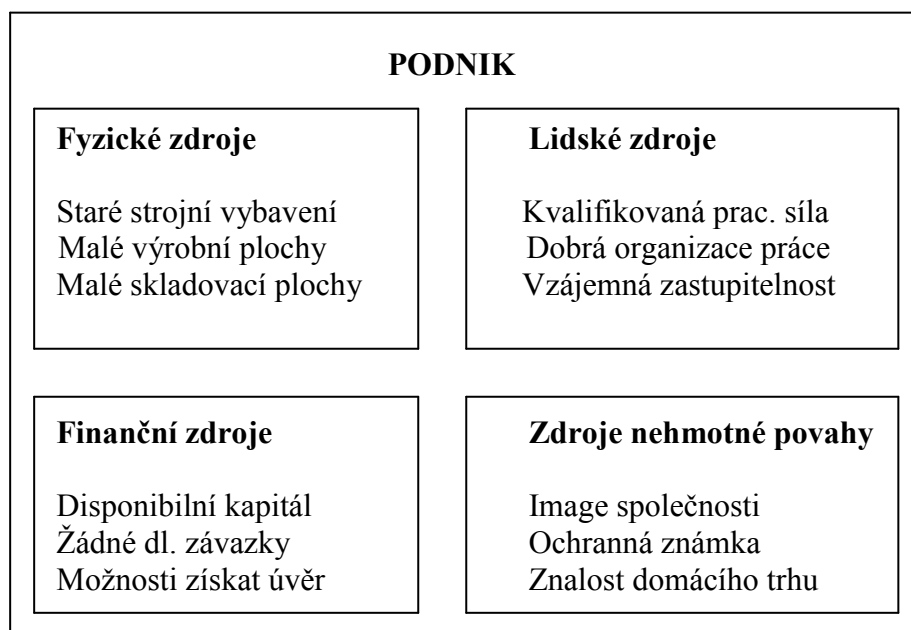 PODNIK
Fyzické zdroje
Staré strojní vybavení
Malé výrobní plochy
Malé skladovací plochy
Lidské zdroje
Kvalifikovaná prac. síla
Dobrá organizace práce
Vzájemná zastupitelnost
Finanční zdroje
Disponibilní kapitál
Žádné dl. závazky
Možnosti získat úvěr
Zdroje nehmotné povahy
Image společnosti
Ochranná známka
Znalost domácího trhu